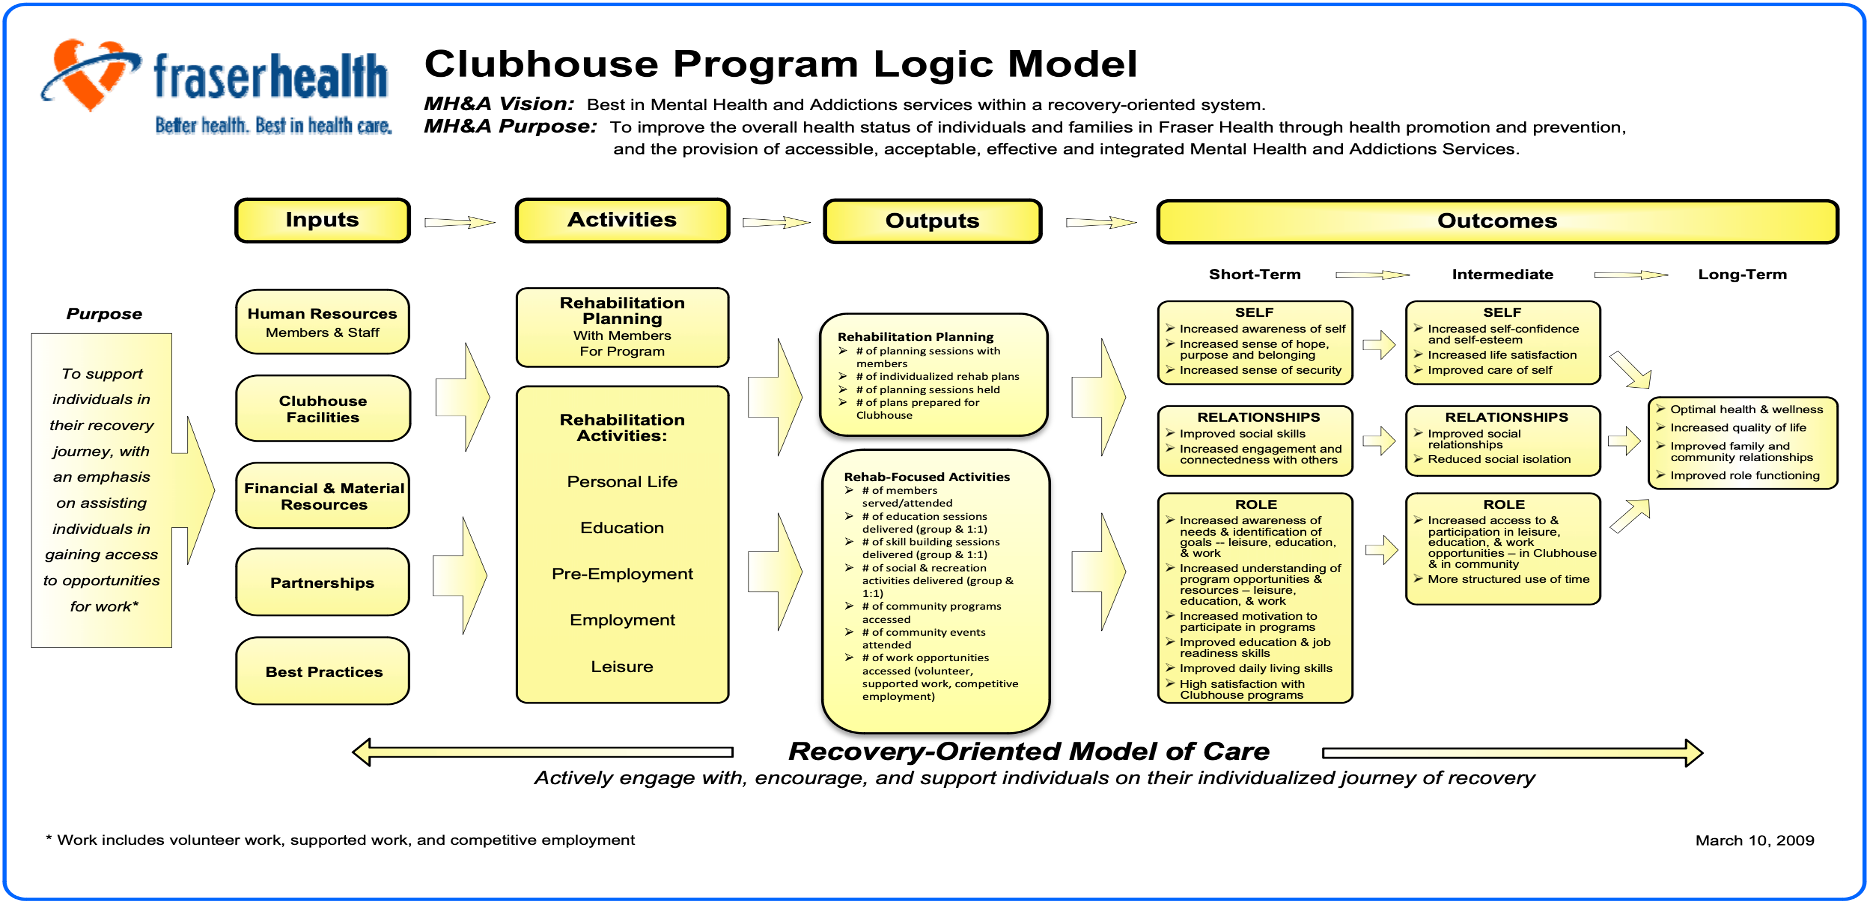 fraserhealth
Better health. Best in health care.
Clubhouse Program Logic Model
MH&A Vision: Best in Mental Health and Addictions services within a recovery-oriented system.
MH&A Purpose: To improve the overall health status of individuals and families in Fraser Health through health promotion and prevention,
and the provision of accessible, acceptable, effective and integrated Mental Health and Addictions Services.
Purpose
To support
individuals in
their recovery
journey, with
an emphasis
on assisting
individuals in
gaining access
to opportunities
for work*
Inputs
Human Resources
Members & Staff
Clubhouse
Facilities
Financial & Material
Resources
Partnerships
Best Practices
Activities
Rehabilitation
Planning
With Members
For Program
Rehabilitation
Activities:
Personal Life
Education
Pre-Employment
Employment
Leisure
Outputs
Rehabilitation Planning
➢ # of planning sessions with
members
➢ # of individualized rehab plans
➢ # of planning sessions held
➢ # of plans prepared for
Clubhouse
Rehab-Focused Activities
➢ # of members
served/attended
➢ # of education sessions
delivered (group & 1:1)
➢ # of skill building sessions
delivered (group & 1:1)
➢ # of social & recreation
activities delivered (group &
1:1)
➢ # of community programs
accessed
➢ # of community events
attended
➢ # of work opportunities
accessed (volunteer,
supported work, competitive
employment)
Outcomes
Short-Term
SELF
➢ Increased awareness of self
➢ Increased sense of hope,
purpose and belonging
➢ Increased sense of security
RELATIONSHIPS
➢ Improved social skills
➢ Increased engagement and
connectedness with others
ROLE
➢ Increased awareness of
needs & identification of
goals -- leisure, education,
& work
➢ Increased understanding of
program opportunities &
resources – leisure,
education, & work
➢ Increased motivation to
participate in programs
➢ Improved education & job
readiness skills
➢ Improved daily living skills
➢ High satisfaction with
Clubhouse programs
Intermediate
SELF
➢ Increased self-confidence
and self-esteem
➢ Increased life satisfaction
➢ Improved care of self
RELATIONSHIPS
➢ Improved social
relationships
➢ Reduced social isolation
ROLE
➢ Increased access to &
participation in leisure,
education, & work
opportunities – in Clubhouse
& in community
➢ More structured use of time
Long-Term
➢ Optimal health & wellness
➢ Increased quality of life
➢ Improved family and
community relationships
➢ Improved role functioning
Recovery-Oriented Model of Care
Actively engage with, encourage, and support individuals on their individualized journey of recovery
* Work includes volunteer work, supported work, and competitive employment
March 10, 2009